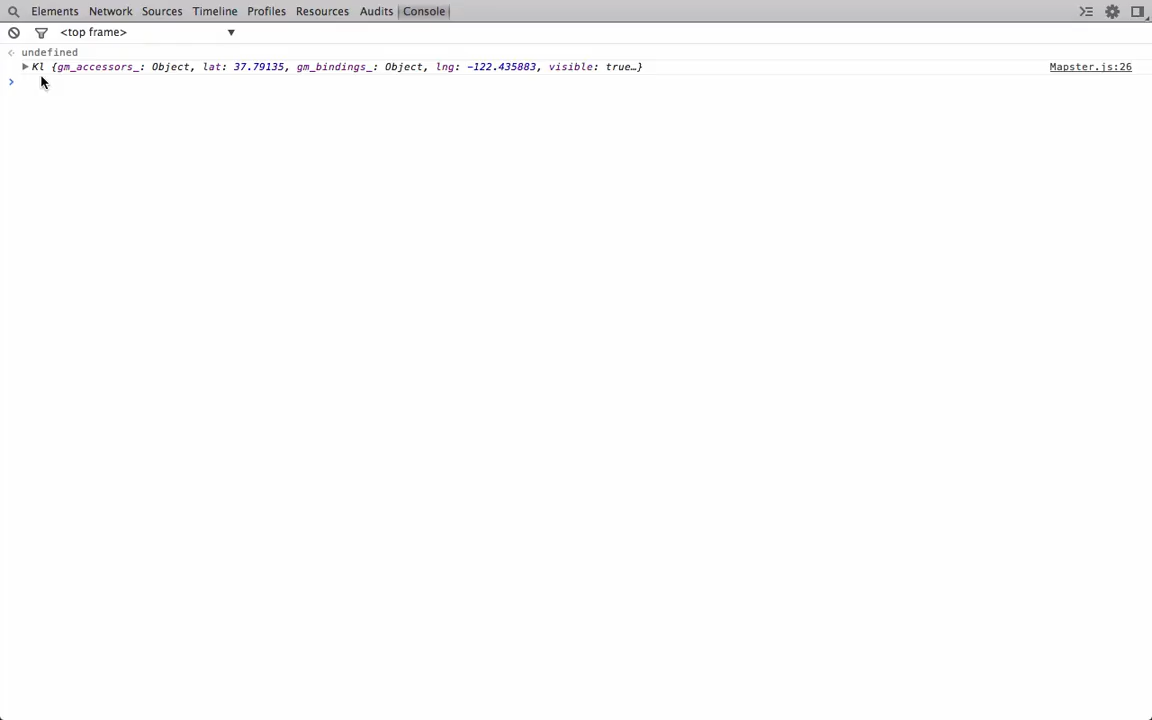 Elements Network Sources Timeline Profiles Resources Audits Console
<top frame> ▼
undefined
Kl {gm_accessors_: Object, lat: 37.79135, gm_bindings_: Object, lng: -122.435883, visible: true…} Mapster.js:26